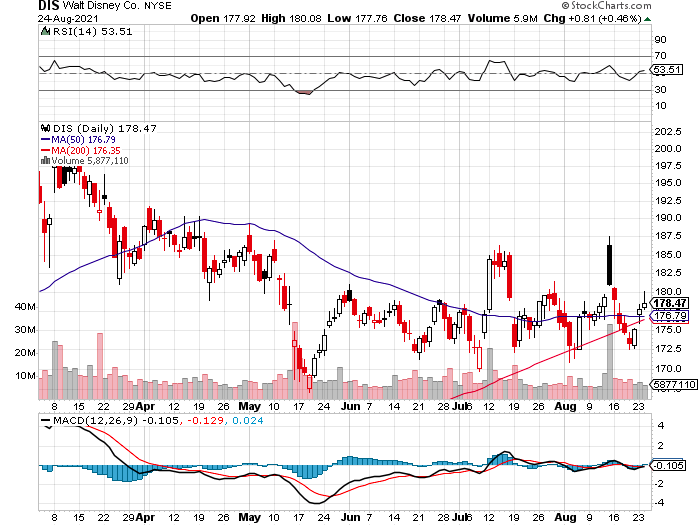 DIS Walt Disney Co. NYSE © StockCharts.com
24-Aug-2021 Open 177.92 High 180.08 Low 177.76 Close 178.47 Volume 5.9M Chg +0.81 (+0.46%) ▲
RSI(14) 53.51
90
70
53.51
30
10
DIS (Daily) 178.47
MA(50) 176.79
MA(200) 176.35
Volume 5,877,110
202.5
200.0
197.5
195.0
192.5
190.0
187.5
185.0
182.5
180.0
178.47
176.79
175.0
172.5
170.0
40M
30M
20M
10M
5877110
8 15 22 29 Apr 12 19 26 May 10 17 24 Jun 7 14 21 28 Jul 12 19 26 Aug 9 16 23
MACD(12,26,9) -0.105, -0.129, 0.024
4
2
-0.105
-2
-4
8 15 22 29 Apr 12 19 26 May 10 17 24 Jun 7 14 21 28 Jul 12 19 26 Aug 9 16 23